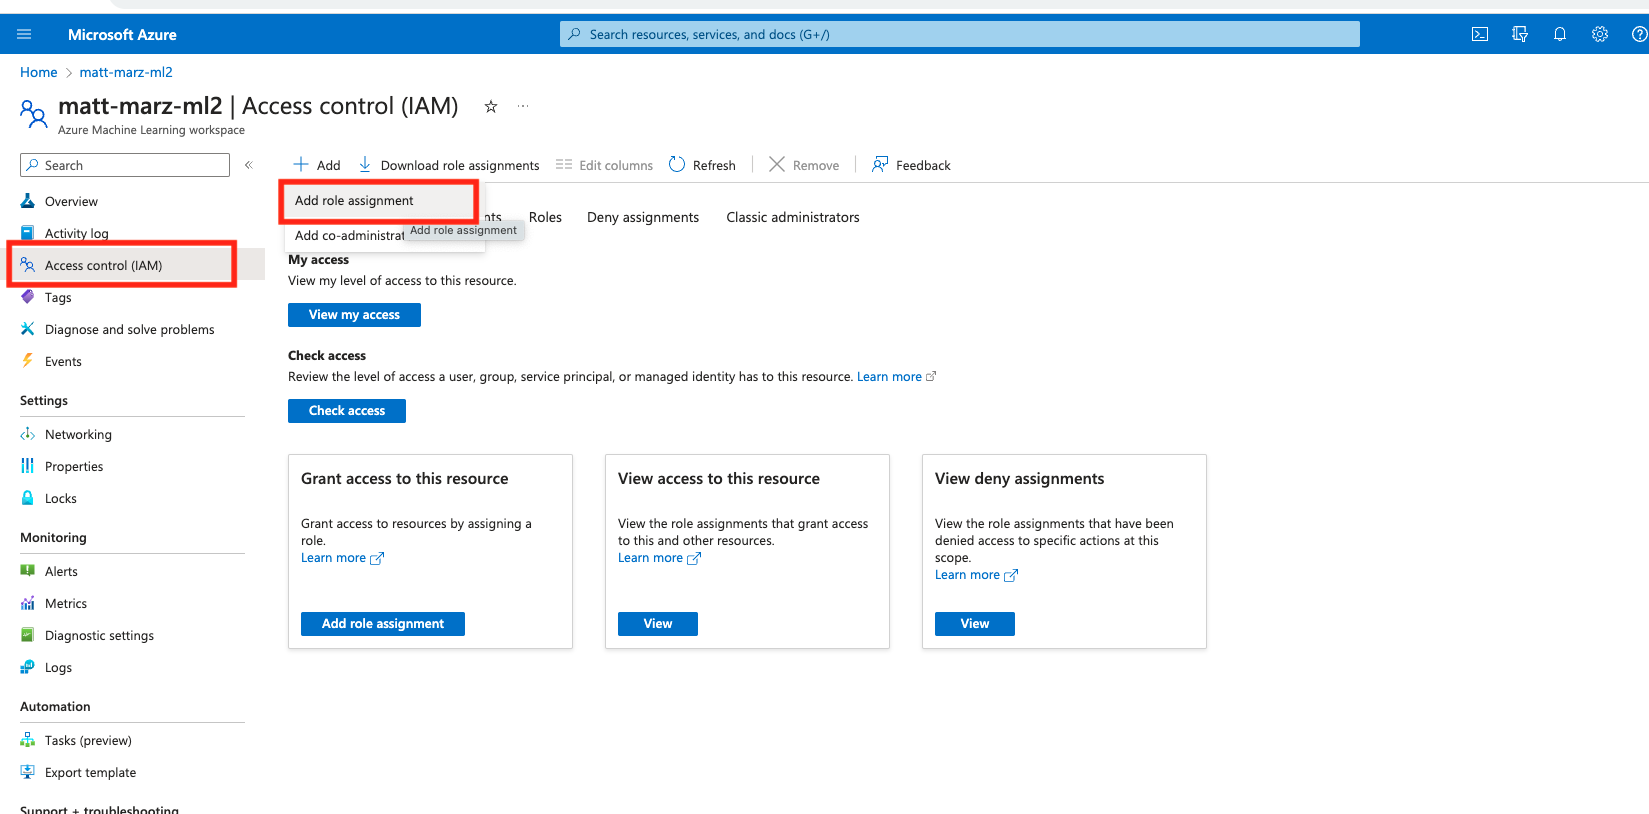 Microsoft Azure
Search resources, services, and docs (G+/)
Home > matt-marz-ml2
matt-marz-ml2 | Access control (IAM)
Azure Machine Learning workspace
Search
Add
Download role assignments
Edit columns
Refresh
Remove
Feedback
Add role assignment
Add role assignment
Roles
Deny assignments
Classic administrators
Overview
Activity log
Access control (IAM)
Tags
Diagnose and solve problems
Events
Settings
Networking
Properties
Locks
Monitoring
Alerts
Metrics
Diagnostic settings
Logs
Automation
Tasks (preview)
Export template
Support + troubleshooting
Add co-administrat
My access
View my level of access to this resource.
View my access
Check access
Review the level of access a user, group, service principal, or managed identity has to this resource. Learn more
Check access
Grant access to this resource
Grant access to resources by assigning a
role.
Learn more
Add role assignment
View access to this resource
View the role assignments that grant access
to this and other resources.
Learn more
View
View deny assignments
View the role assignments that have been
denied access to specific actions at this
scope.
Learn more
View